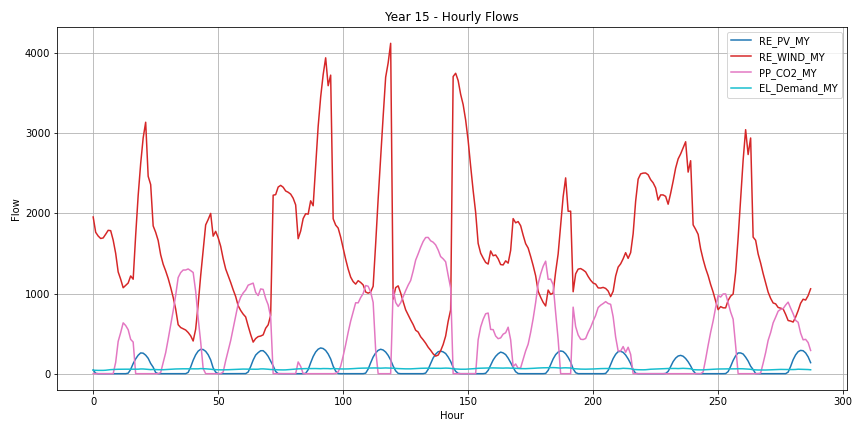 Year 15 - Hourly Flows
RE_PV_MY
RE_WIND_MY
PP_CO2_MY
EL_Demand_MY
Flow
4000
3000
2000
1000
0
0 50 100 150 200 250 300
Hour